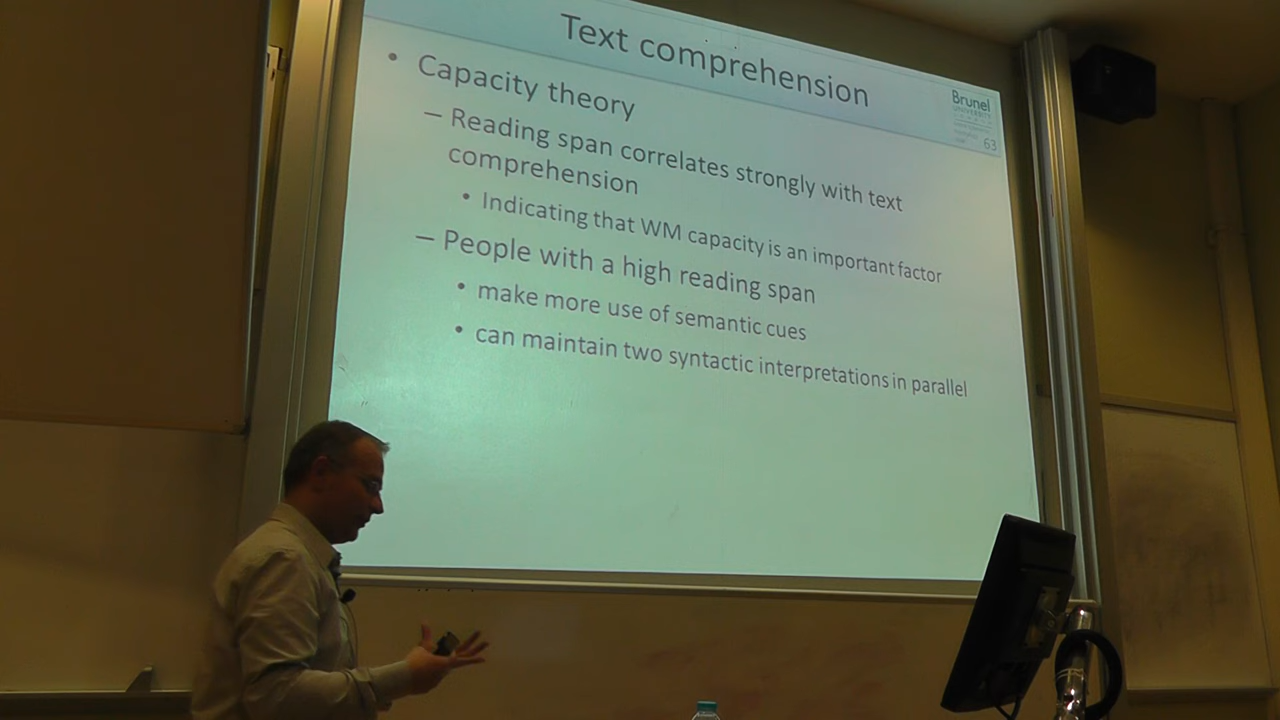 Text comprehension
Brunel
UNIVERSITY
63
• Capacity theory
– Reading span correlates strongly with text
comprehension
• Indicating that WM capacity is an important factor
– People with a high reading span
• make more use of semantic cues
• can maintain two syntactic interpretations in parallel